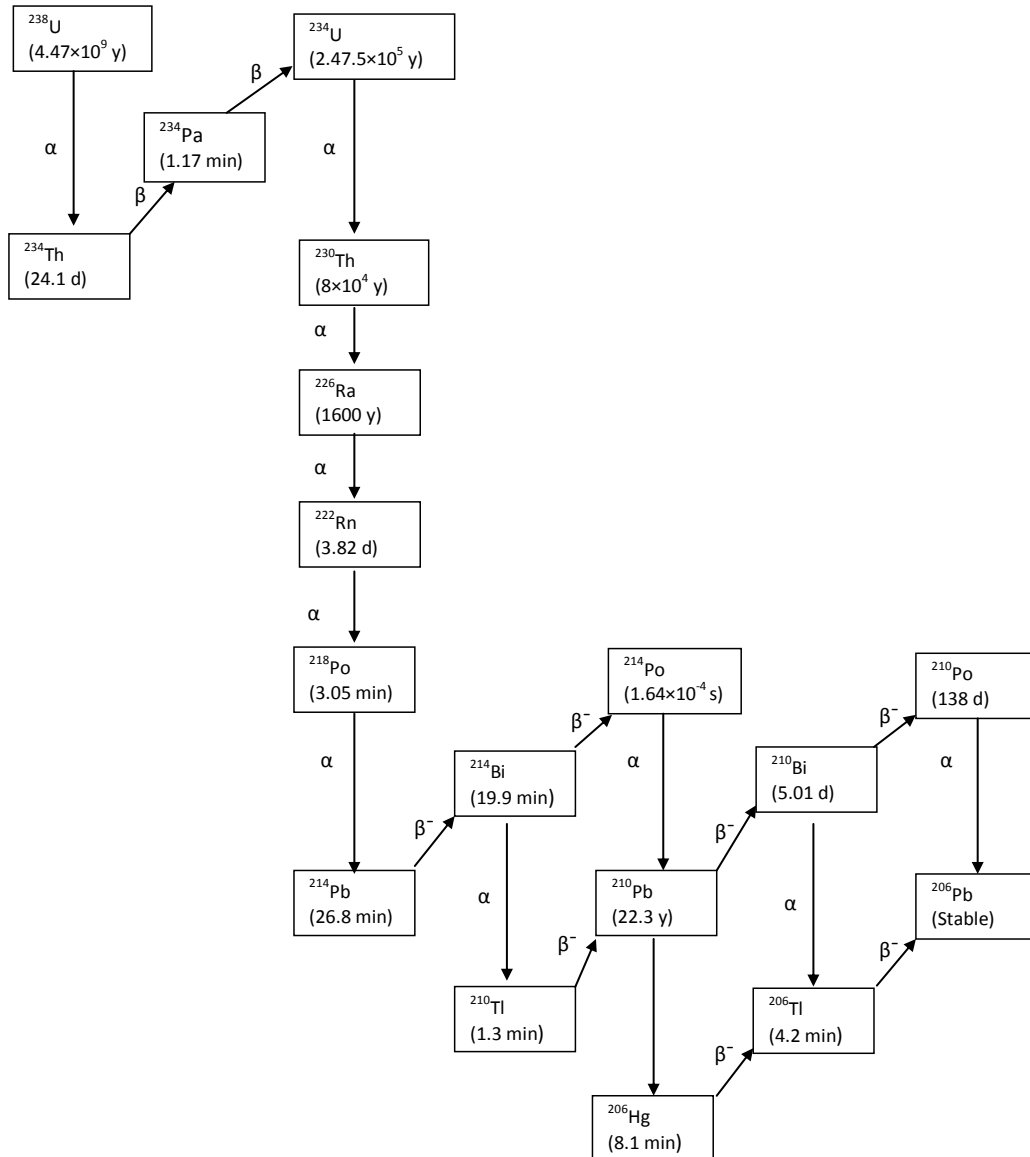 ²³⁸U
(4.47×10⁹ y)
²³⁴U
(2.47.5×10⁵ y)
β
²³⁴Pa
(1.17 min)
α
α
β
²³⁴Th
(24.1 d)
²³⁰Th
(8×10⁴ y)
α
²²⁶Ra
(1600 y)
α
²²²Rn
(3.82 d)
α
²¹⁸Po
(3.05 min)
²¹⁴Po
(1.64×10⁻⁴ s)
²¹⁰Po
(138 d)
β⁻
β⁻
α
α
α
²¹⁴Bi
(19.9 min)
²¹⁰Bi
(5.01 d)
β⁻
β⁻
²¹⁴Pb
(26.8 min)
²¹⁰Pb
(22.3 y)
²⁰⁶Pb
(Stable)
α
α
β⁻
β⁻
²¹⁰Tl
(1.3 min)
²⁰⁶Tl
(4.2 min)
β⁻
²⁰⁶Hg
(8.1 min)